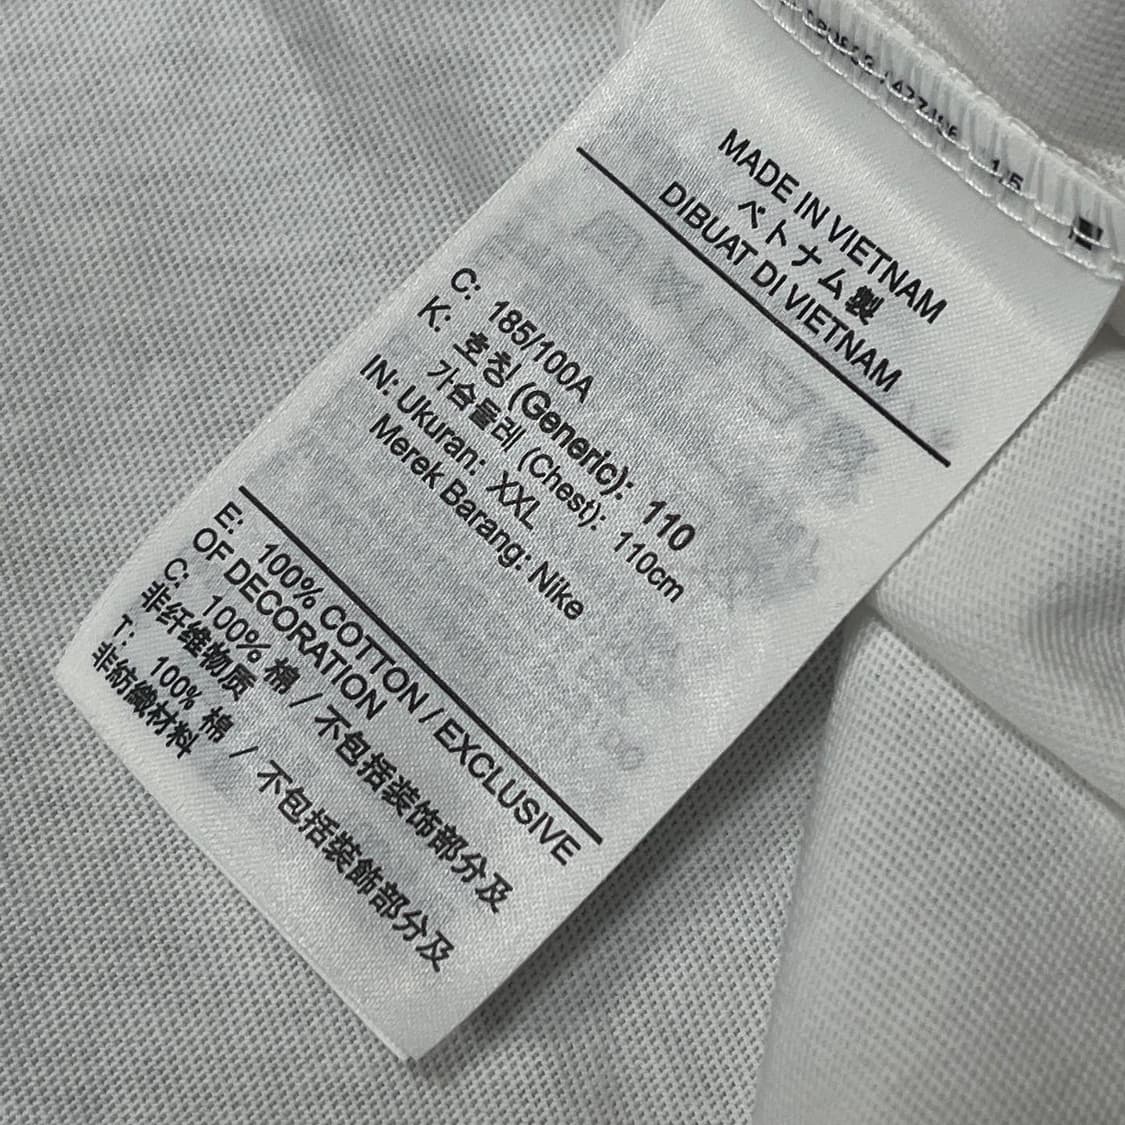 MADE IN VIETNAM
ベトナム製
DIBUAT DI VIETNAM
C: 185/100A
K: 호칭 (Generic): 110
가슴둘레 (Chest): 110cm
IN: Ukuran: XXL
Merek Barang: Nike
E: 100% COTTON / EXCLUSIVE
OF DECORATION
C: 100% 棉 / 不包括装饰部分及
非纤维物质
T: 100% 棉 / 不包括裝飾部分及
非紡織材料